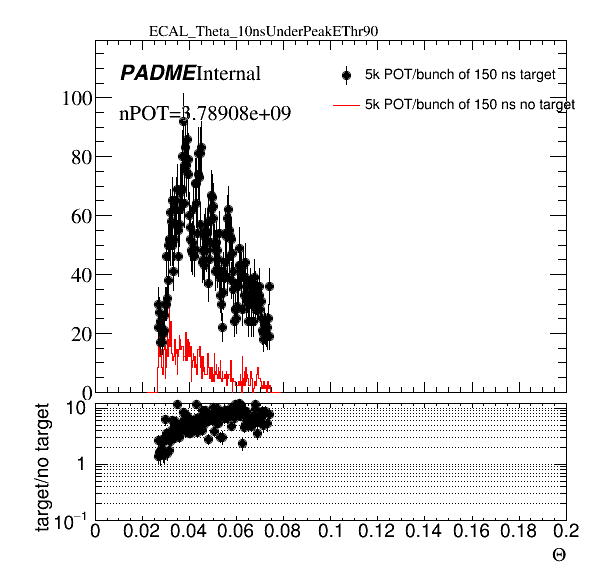 ECAL_Theta_10nsUnderPeakEThr90
PADME Internal
nPOT=3.78908e+09
5k POT/bunch of 150 ns target
5k POT/bunch of 150 ns no target
100
80
60
40
20
0
target/no target
10
1
10⁻¹
0 0.02 0.04 0.06 0.08 0.1 0.12 0.14 0.16 0.18 0.2
Θ